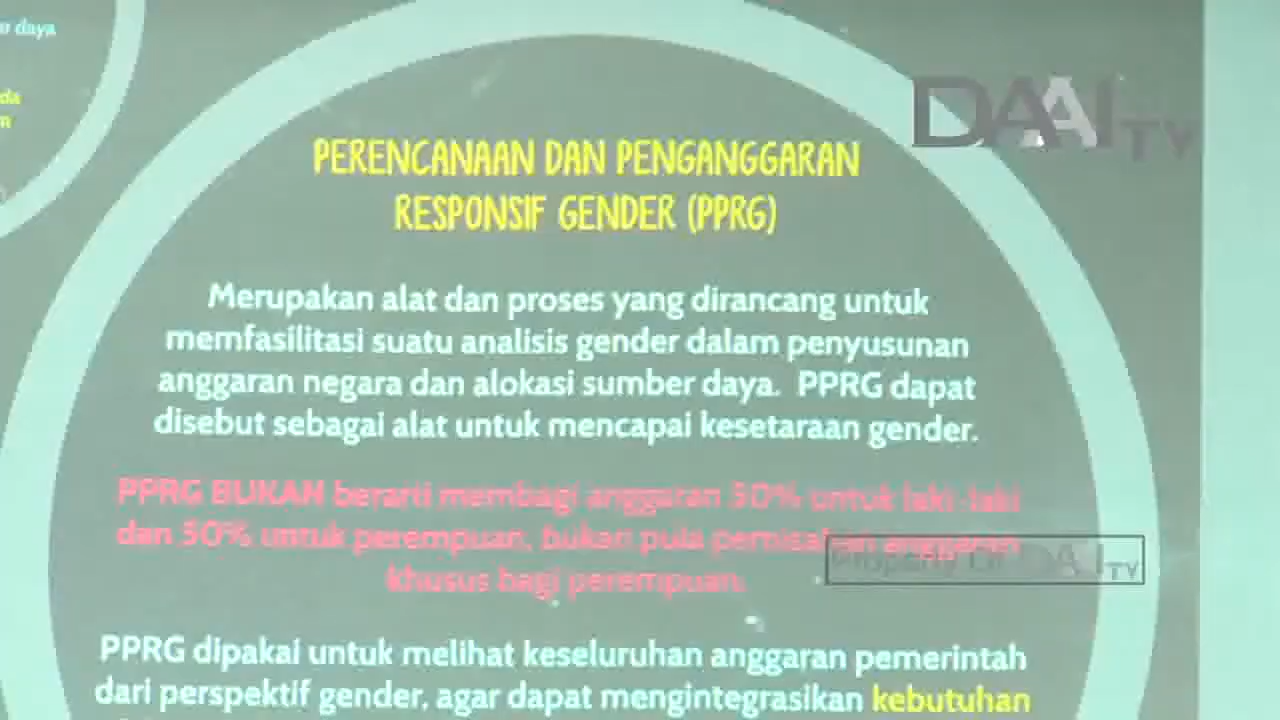 r daya
da
m
DAAI TV
PERENCANAAN DAN PENGANGGARAN
RESPONSIF GENDER (PPRG)
Merupakan alat dan proses yang dirancang untuk
memfasilitasi suatu analisis gender dalam penyusunan
anggaran negara dan alokasi sumber daya. PPRG dapat
disebut sebagai alat untuk mencapai kesetaraan gender.
PPRG BUKAN berarti membagi anggaran 50% untuk laki-laki
dan 50% untuk perempuan, bukan pula pemisahan anggaran
khusus bagi perempuan.
Property Of DAAI TV
PPRG dipakai untuk melihat keseluruhan anggaran pemerintah
dari perspektif gender, agar dapat mengintegrasikan kebutuhan